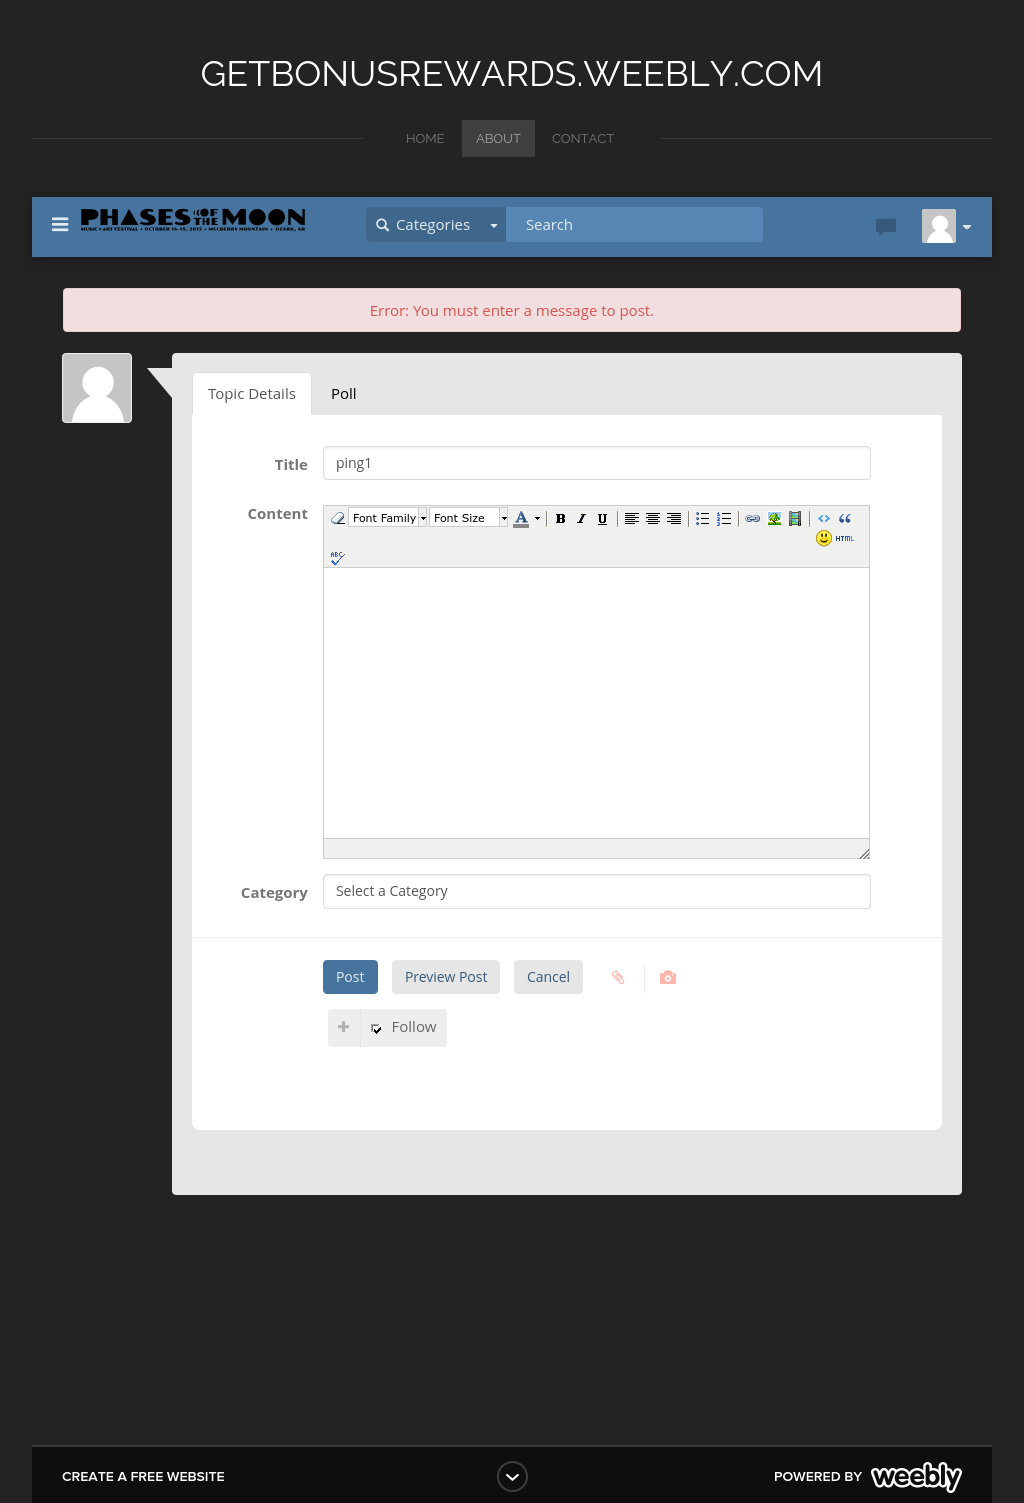 GETBONUSREWARDS.WEEBLY.COM
HOME ABOUT CONTACT
PHASES OF THE MOON
MUSIC + ART FESTIVAL • OCTOBER 16-18, 2015 • MULBERRY MOUNTAIN • OZARK, AR
Categories Search
Error: You must enter a message to post.
Topic Details Poll
Title ping1
Content Font Family Font Size A B I U
HTML
ABC
Category Select a Category
Post Preview Post Cancel
Follow
CREATE A FREE WEBSITE POWERED BY weebly